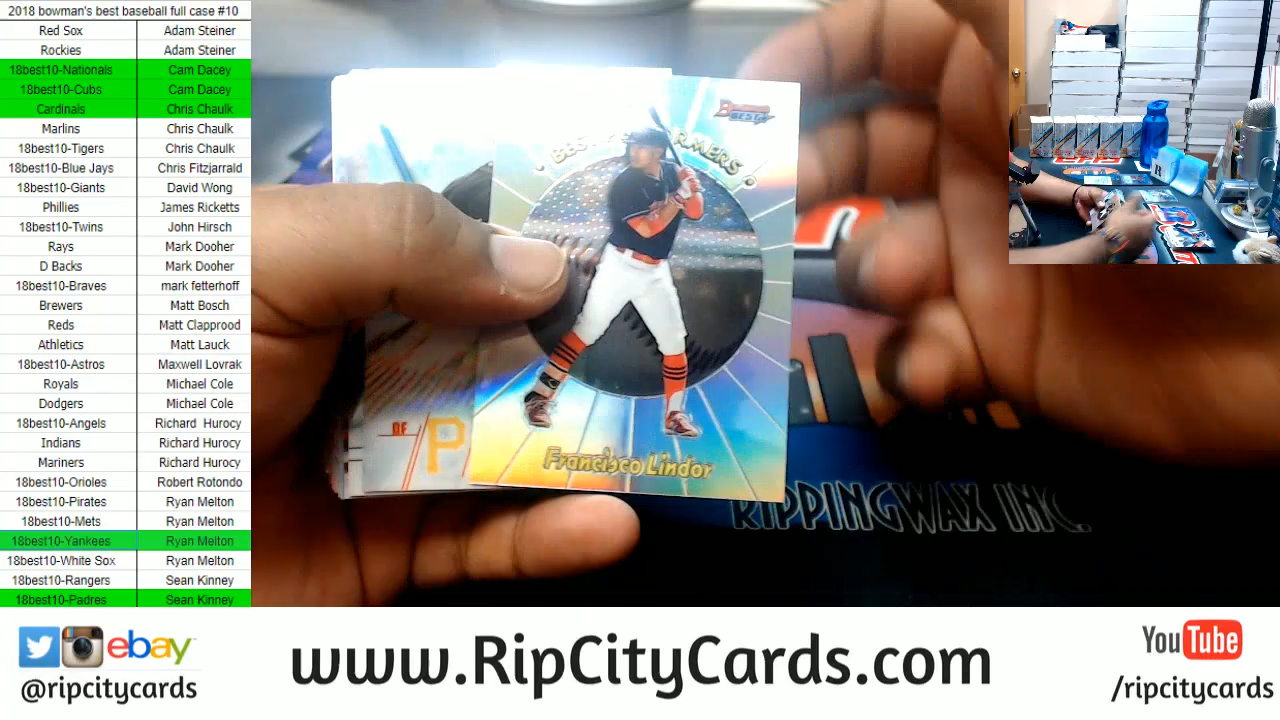 2018 bowman's best baseball full case #10
Red Sox Adam Steiner
Rockies Adam Steiner
18best10-Nationals Cam Dacey
18best10-Cubs Cam Dacey
Cardinals Chris Chaulk
Marlins Chris Chaulk
18best10-Tigers Chris Chaulk
18best10-Blue Jays Chris Fitzjarrald
18best10-Giants David Wong
Phillies James Ricketts
18best10-Twins John Hirsch
Rays Mark Dooher
D Backs Mark Dooher
18best10-Braves mark fetterhoff
Brewers Matt Bosch
Reds Matt Clapprood
Athletics Matt Lauck
18best10-Astros Maxwell Lovrak
Royals Michael Cole
Dodgers Michael Cole
18best10-Angels Richard Hurocy
Indians Richard Hurocy
Mariners Richard Hurocy
18best10-Orioles Robert Rotondo
18best10-Pirates Ryan Melton
18best10-Mets Ryan Melton
18best10-Yankees Ryan Melton
18best10-White Sox Ryan Melton
18best10-Rangers Sean Kinney
18best10-Padres Sean Kinney
Bowman's
BEST
BEST
OF
P
Francisco Lindor
RIPPINGWAX INC.
ebay
@ripcitycards
www.RipCityCards.com
YouTube
/ripcitycards